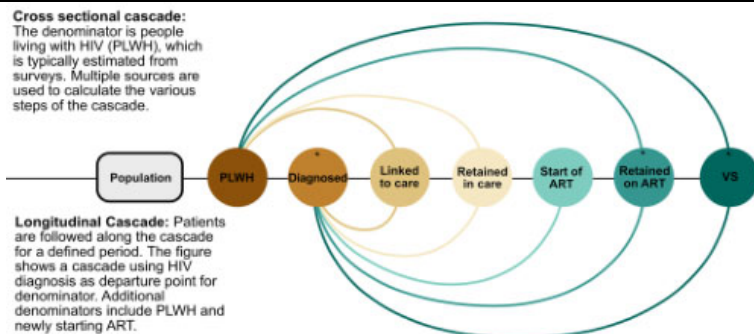 Cross sectional cascade:
The denominator is people
living with HIV (PLWH), which
is typically estimated from
surveys. Multiple sources are
used to calculate the various
steps of the cascade.
Population
PLWH
*
Diagnosed
Linked
to care
Retained
in care
Start of
ART
*
Retained
on ART
*
VS
Longitudinal Cascade: Patients
are followed along the cascade
for a defined period. The figure
shows a cascade using HIV
diagnosis as departure point for
denominator. Additional
denominators include PLWH and
newly starting ART.